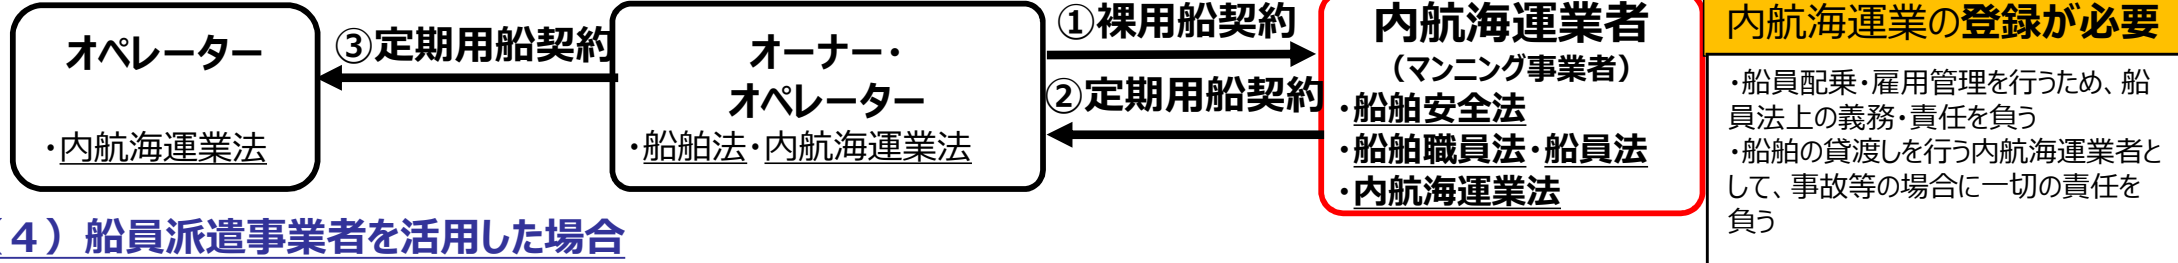 オペレーター
・内航海運業法
③定期用船契約
オーナー・
オペレーター
・船舶法・内航海運業法
①裸用船契約
②定期用船契約
内航海運業者
（マンニング事業者）
・船舶安全法
・船舶職員法・船員法
・内航海運業法
内航海運業の登録が必要
・船員配乗・雇用管理を行うため、船
員法上の義務・責任を負う
・船舶の貸渡しを行う内航海運業者と
して、事故等の場合に一切の責任を
負う
（４）船員派遣事業者を活用した場合